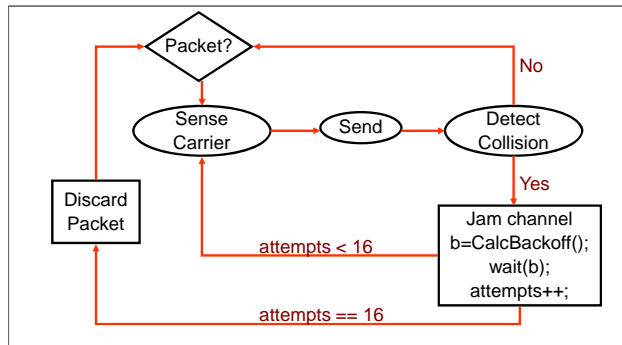 Packet?
No
Sense
Carrier
Send
Detect
Collision
Yes
Discard
Packet
Jam channel
b=CalcBackoff();
wait(b);
attempts++;
attempts < 16
attempts == 16